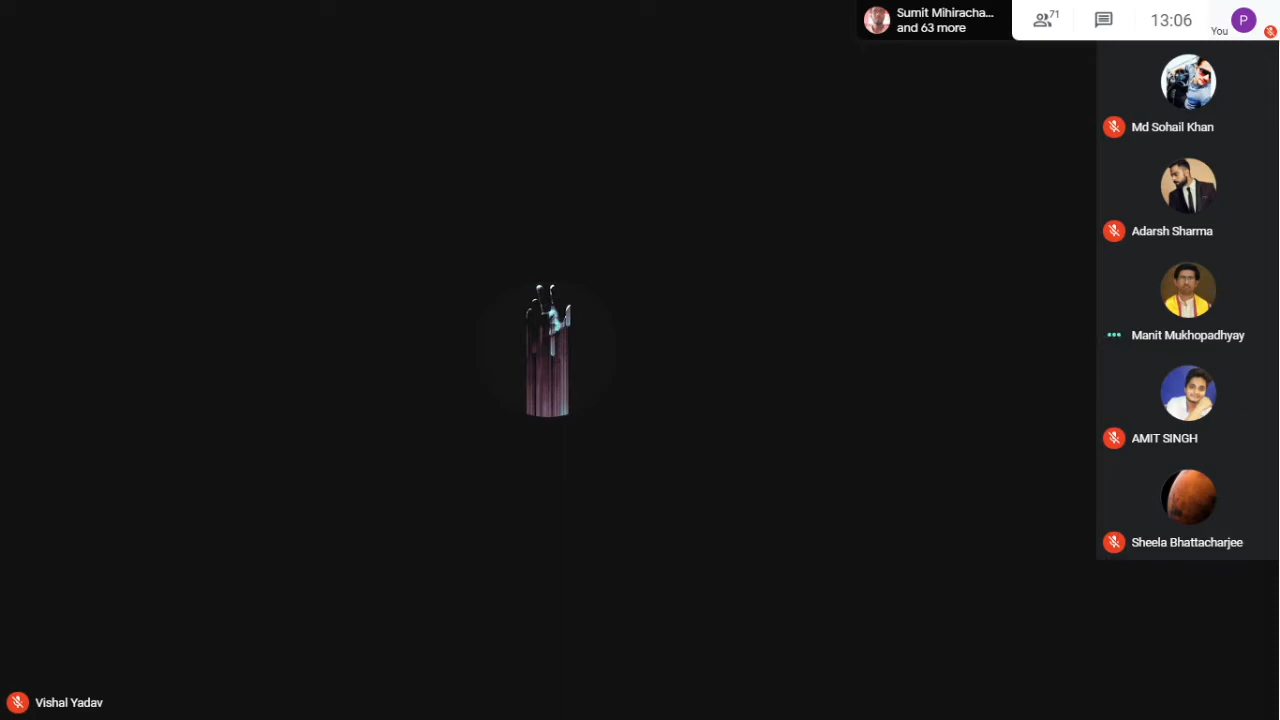 Sumit Mihiracha...
and 63 more
71
13:06
You
P
Md Sohail Khan
Adarsh Sharma
Manit Mukhopadhyay
AMIT SINGH
Sheela Bhattacharjee
Vishal Yadav